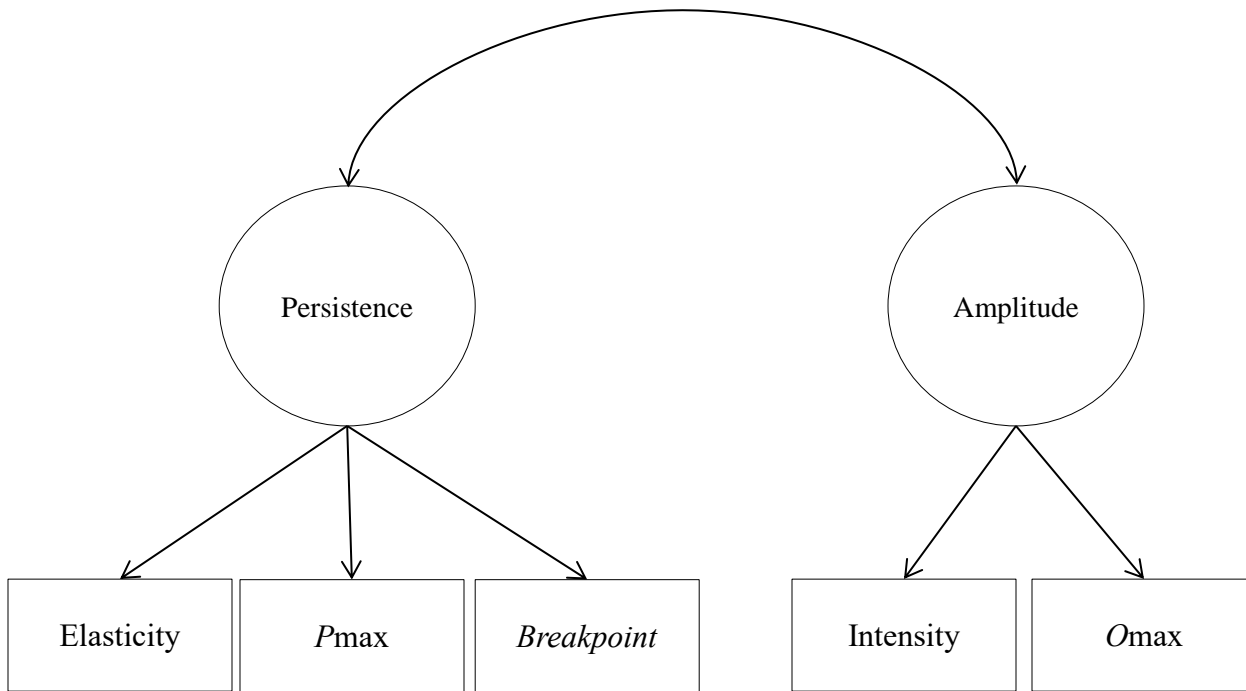 Persistence
Amplitude
Elasticity
Pmax
Breakpoint
Intensity
Omax